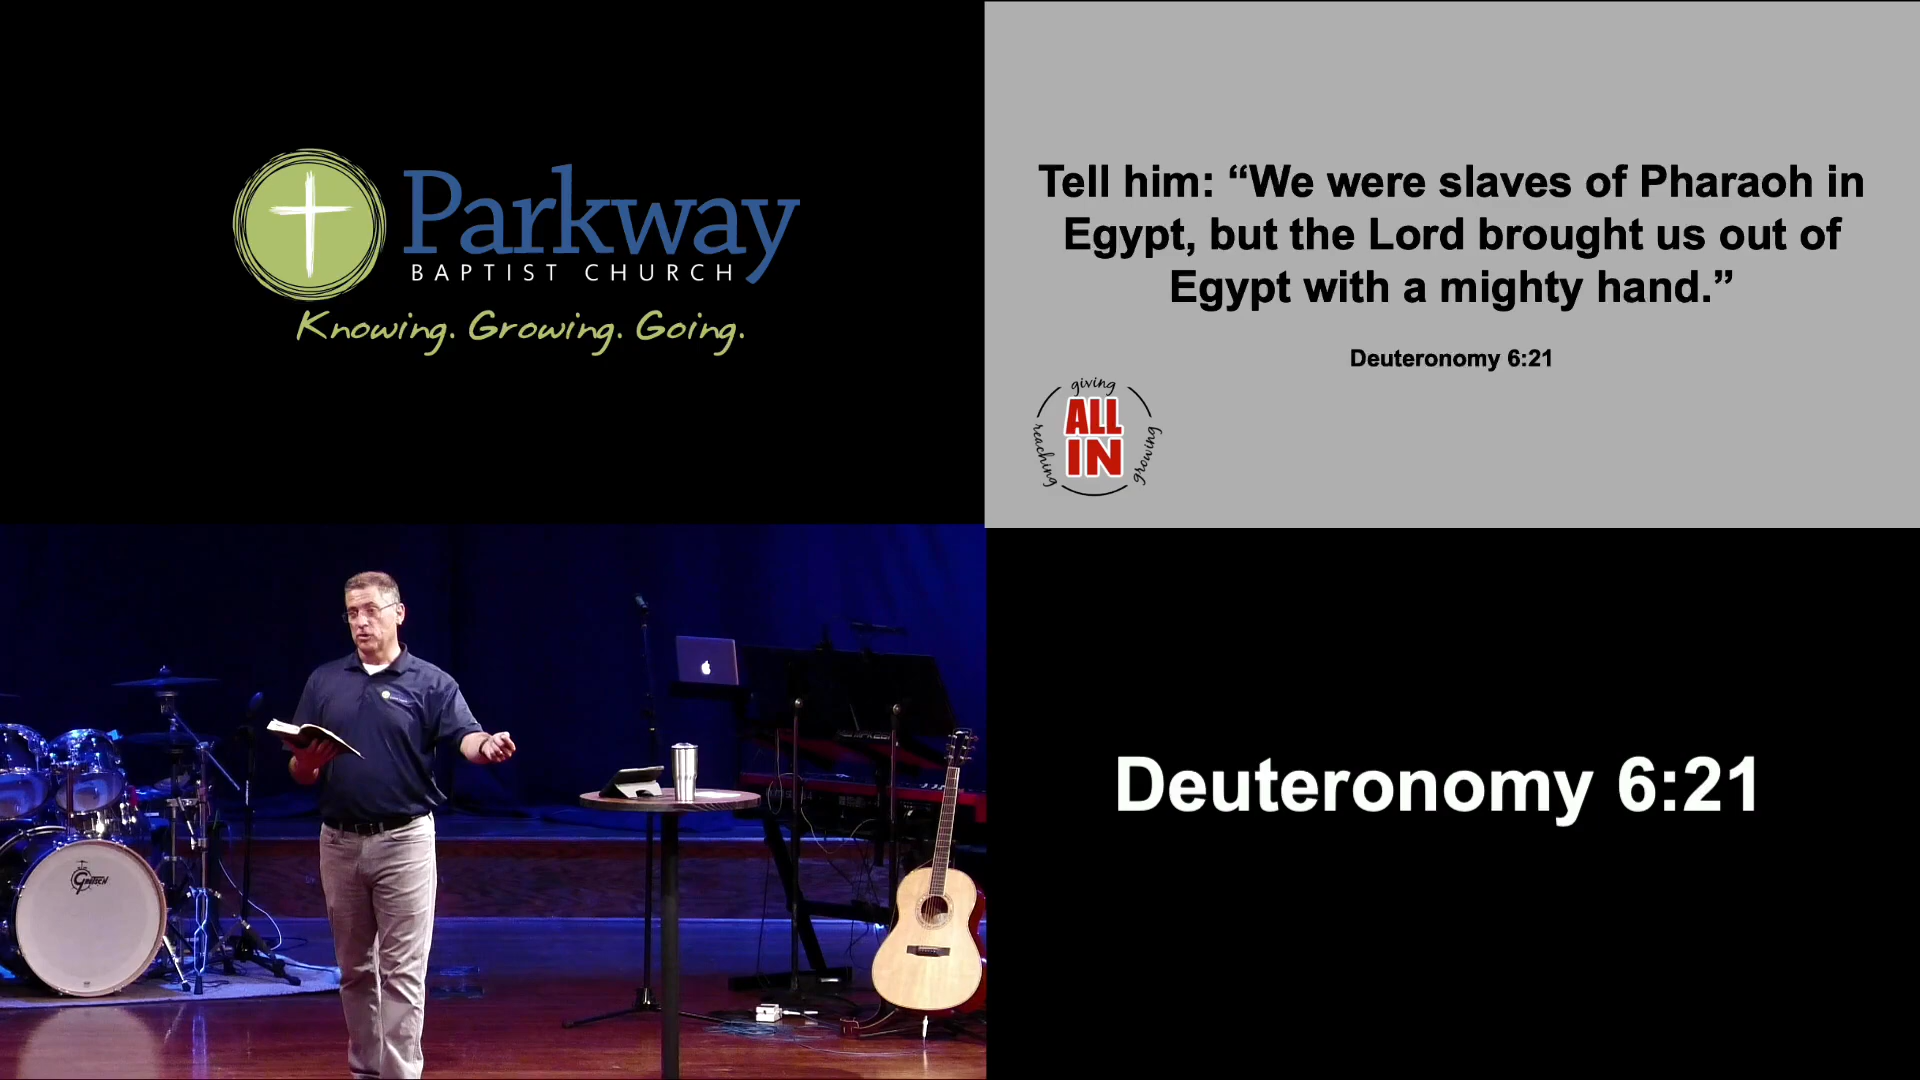 Parkway
BAPTIST CHURCH
Knowing. Growing. Going.
Tell him: “We were slaves of Pharaoh in
Egypt, but the Lord brought us out of
Egypt with a mighty hand.”
Deuteronomy 6:21
giving
ALL
IN
reaching
growing
Gretsch
Deuteronomy 6:21